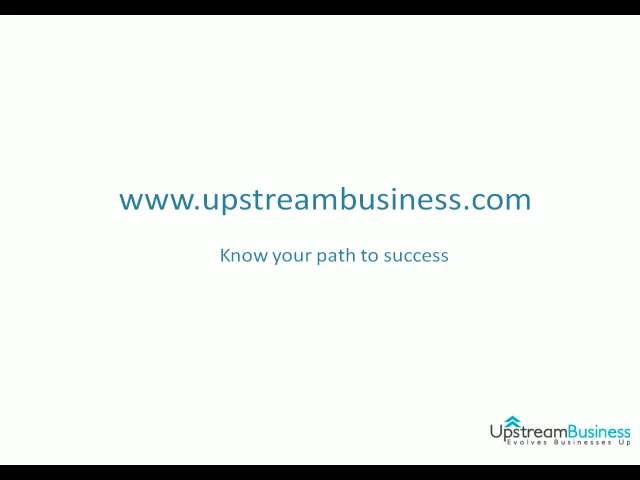 www.upstreambusiness.com
Know your path to success
UpstreamBusiness
Evolves Businesses Up